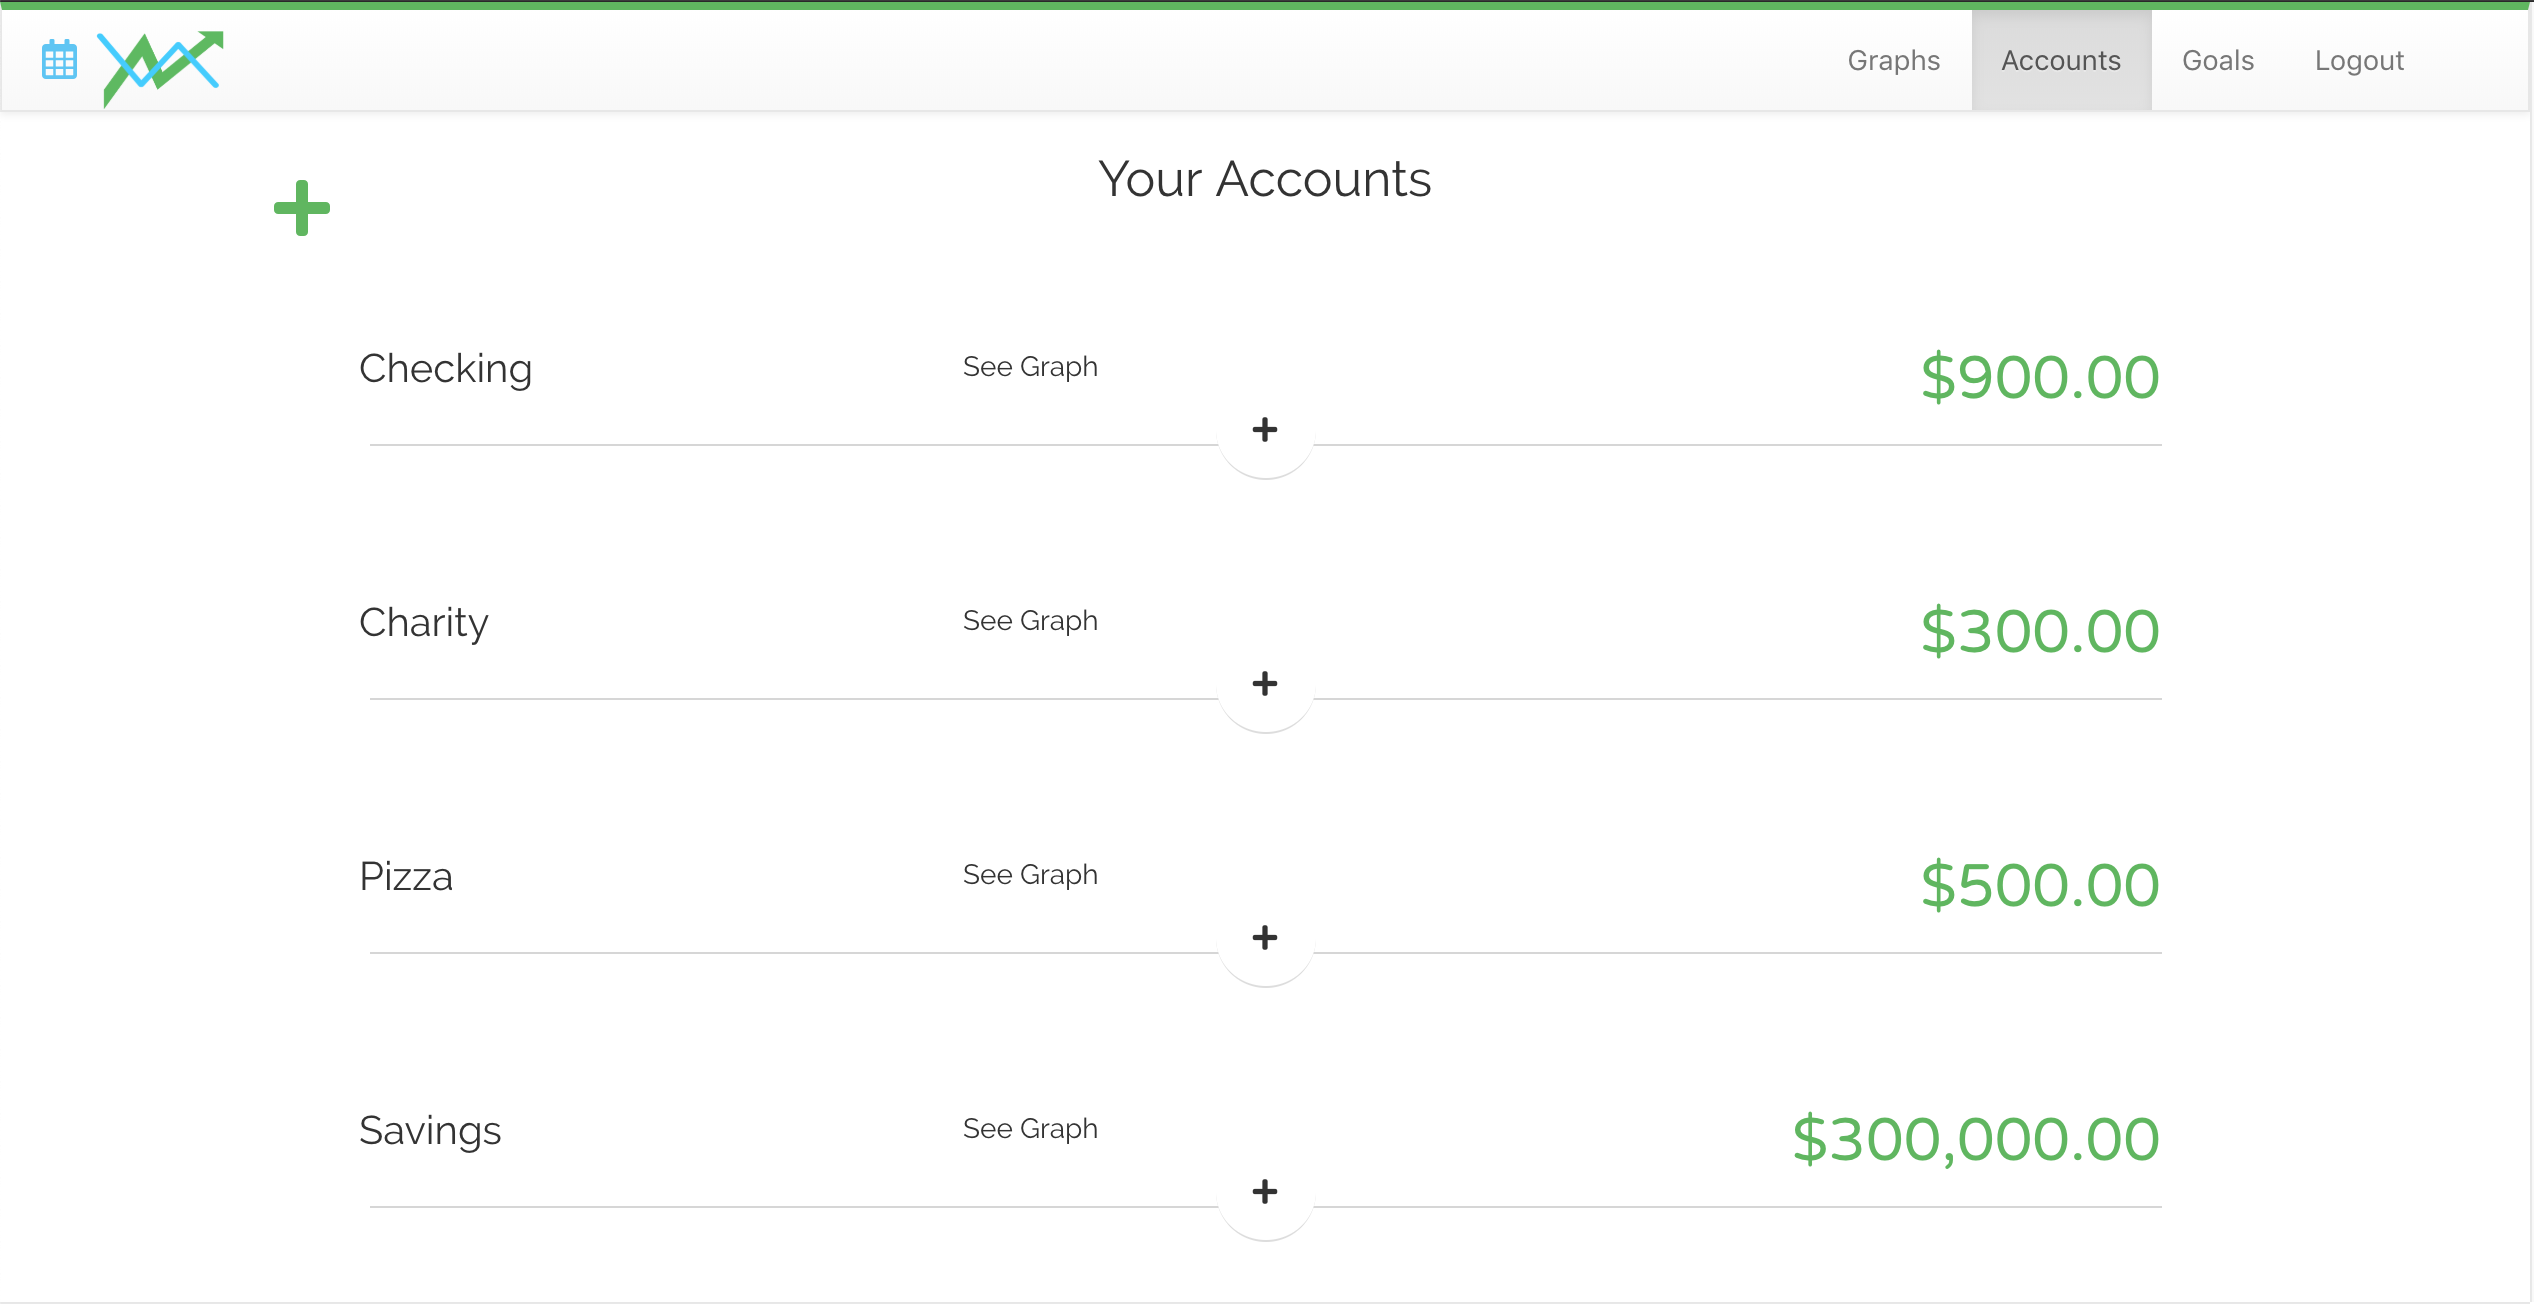 Graphs Accounts Goals Logout
Your Accounts
Checking See Graph $900.00
Charity See Graph $300.00
Pizza See Graph $500.00
Savings See Graph $300,000.00